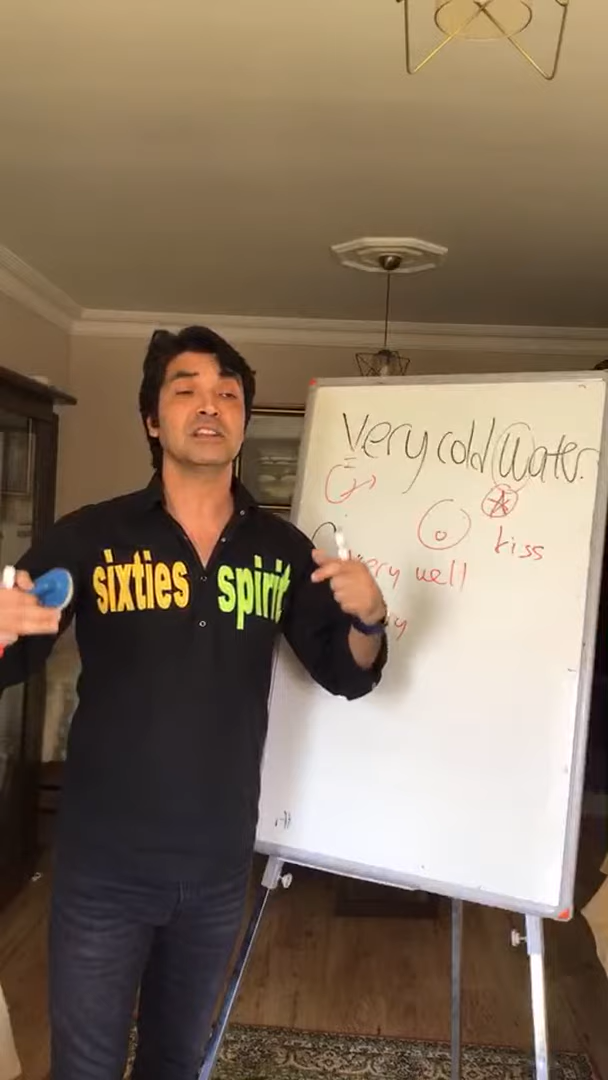 sixties spirit
very cold water.
kiss
very well